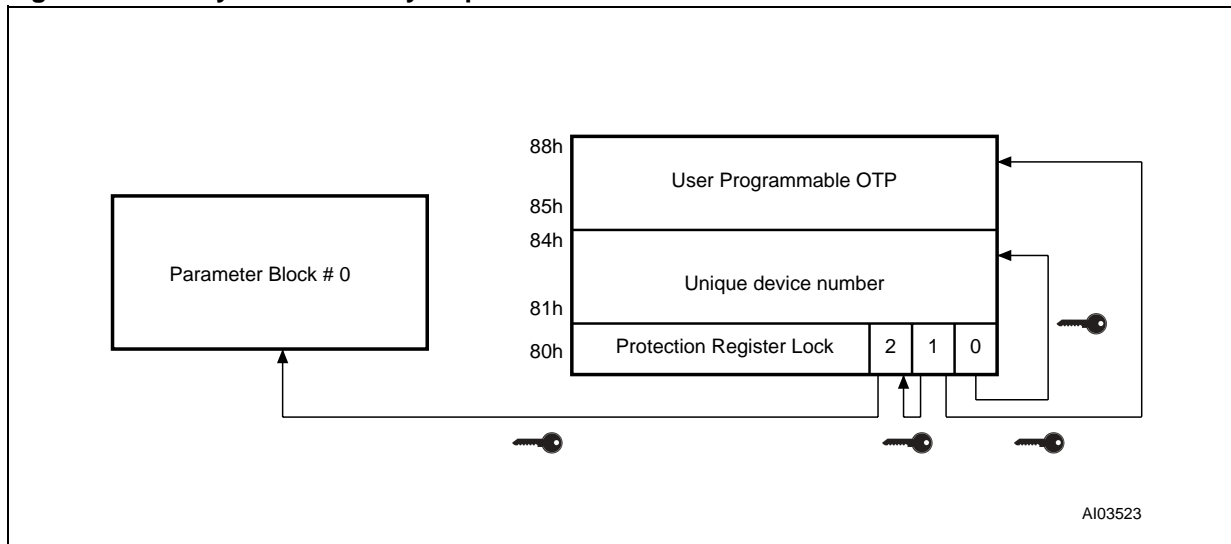 88h
User Programmable OTP
85h
84h
Parameter Block # 0
Unique device number
81h
80h
Protection Register Lock 2 1 0
AI03523